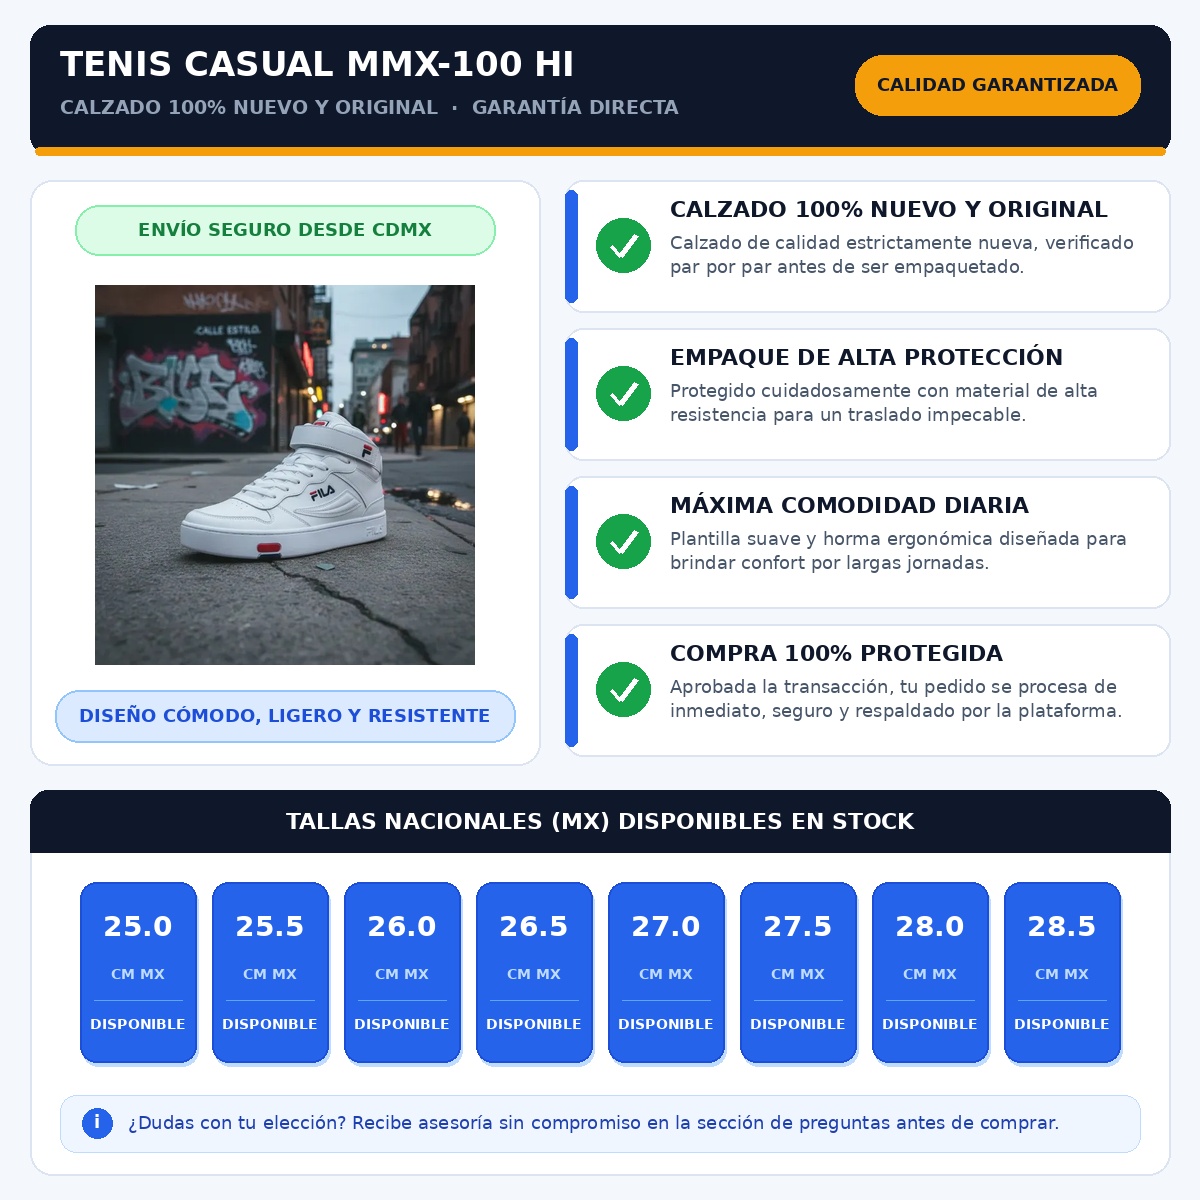 TENIS CASUAL MMX-100 HI
CALZADO 100% NUEVO Y ORIGINAL · GARANTÍA DIRECTA
CALIDAD GARANTIZADA
ENVÍO SEGURO DESDE CDMX
CALLE ESTILO.
FILA
F
FILA
DISEÑO CÓMODO, LIGERO Y RESISTENTE
CALZADO 100% NUEVO Y ORIGINAL
Calzado de calidad estrictamente nueva, verificado
par por par antes de ser empaquetado.
EMPAQUE DE ALTA PROTECCIÓN
Protegido cuidadosamente con material de alta
resistencia para un traslado impecable.
MÁXIMA COMODIDAD DIARIA
Plantilla suave y horma ergonómica diseñada para
brindar confort por largas jornadas.
COMPRA 100% PROTEGIDA
Aprobada la transacción, tu pedido se procesa de
inmediato, seguro y respaldado por la plataforma.
TALLAS NACIONALES (MX) DISPONIBLES EN STOCK
25.0 25.5 26.0 26.5 27.0 27.5 28.0 28.5
CM MX CM MX CM MX CM MX CM MX CM MX CM MX CM MX
DISPONIBLE DISPONIBLE DISPONIBLE DISPONIBLE DISPONIBLE DISPONIBLE DISPONIBLE DISPONIBLE
i ¿Dudas con tu elección? Recibe asesoría sin compromiso en la sección de preguntas antes de comprar.